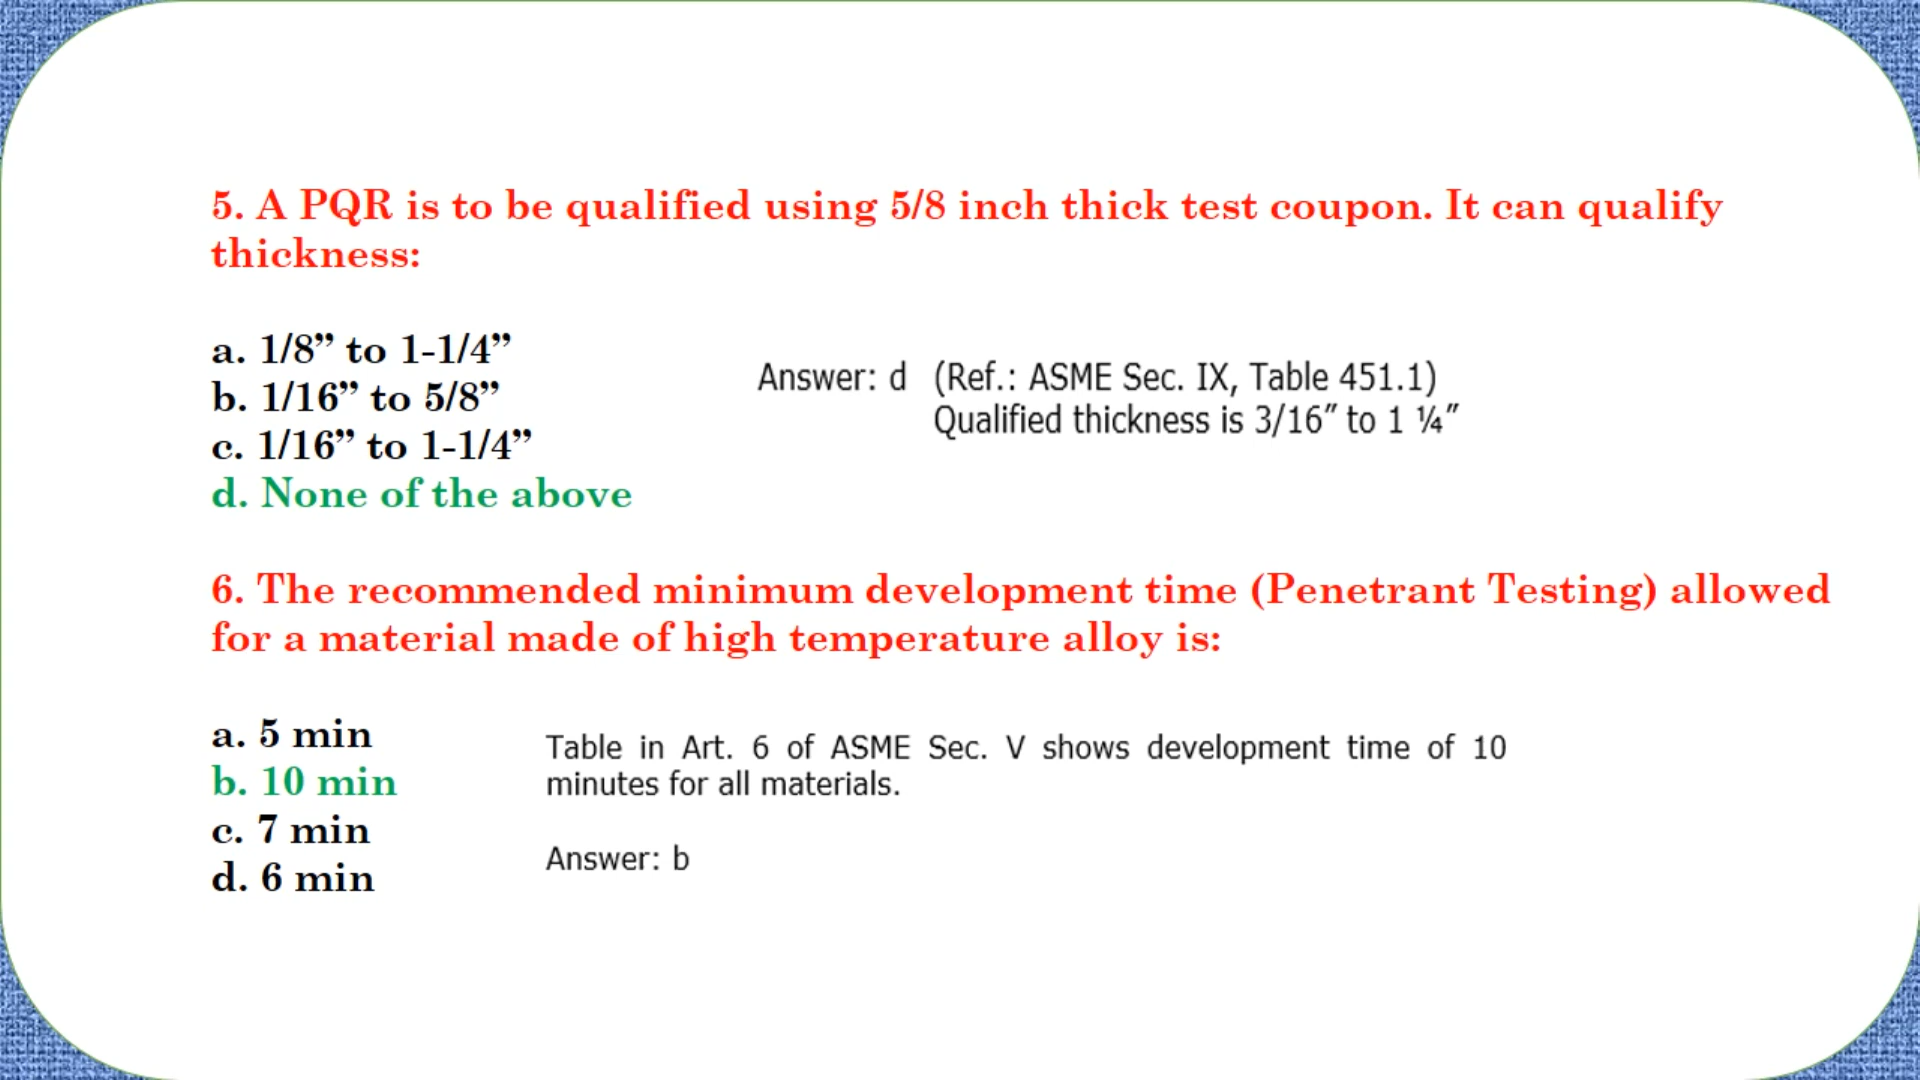 5. A PQR is to be qualified using 5/8 inch thick test coupon. It can qualify
thickness:
a. 1/8” to 1-1/4”
b. 1/16” to 5/8”
c. 1/16” to 1-1/4”
d. None of the above
Answer: d (Ref.: ASME Sec. IX, Table 451.1)
Qualified thickness is 3/16” to 1 ¼”
6. The recommended minimum development time (Penetrant Testing) allowed
for a material made of high temperature alloy is:
a. 5 min
b. 10 min
c. 7 min
d. 6 min
Table in Art. 6 of ASME Sec. V shows development time of 10
minutes for all materials.
Answer: b